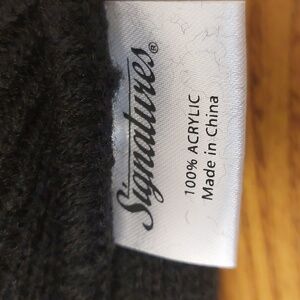 Signatures®
100% ACRYLIC
Made in China